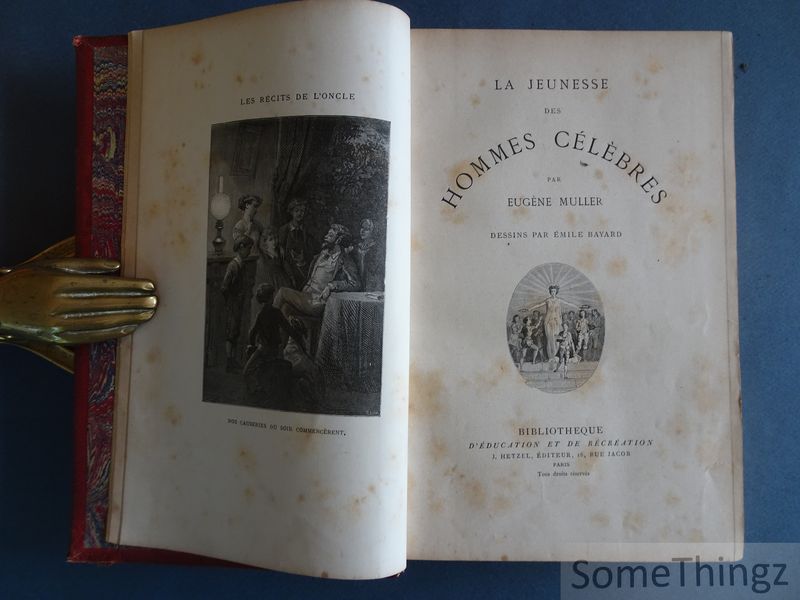 LES RÉCITS DE L'ONCLE
NOS CAUSERIES DU SOIR COMMENCÈRENT.
LA JEUNESSE
DES
HOMMES CÉLÈBRES
PAR
EUGÈNE MULLER
DESSINS PAR ÉMILE BAYARD
BIBLIOTHEQUE
D'ÉDUCATION ET DE RÉCRÉATION
J. HETZEL, ÉDITEUR, 18, RUE JACOB
PARIS
Tous droits réservés
SomeThingz